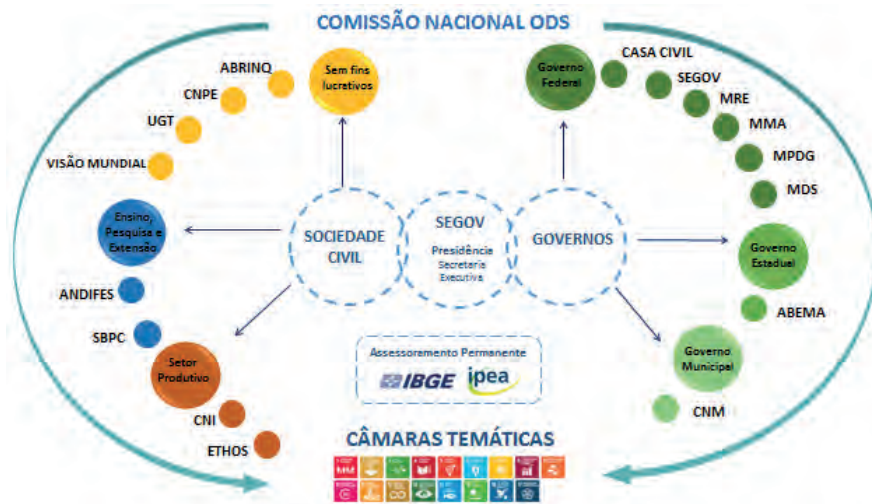 COMISSÃO NACIONAL ODS
ABRINQ
Sem fins
lucrativos
CNPE
UGT
VISÃO MUNDIAL
Ensino,
Pesquisa e
Extensão
ANDIFES
SBPC
Setor
Produtivo
CNI
ETHOS
SOCIEDADE
CIVIL
SEGOV
Presidência
Secretaria
Executiva
GOVERNOS
Governo
Federal
CASA CIVIL
SEGOV
MRE
MMA
MPDG
MDS
Governo
Estadual
ABEMA
Governo
Municipal
CNM
Assessoramento Permanente
IBGE
ipea
CÂMARAS TEMÁTICAS